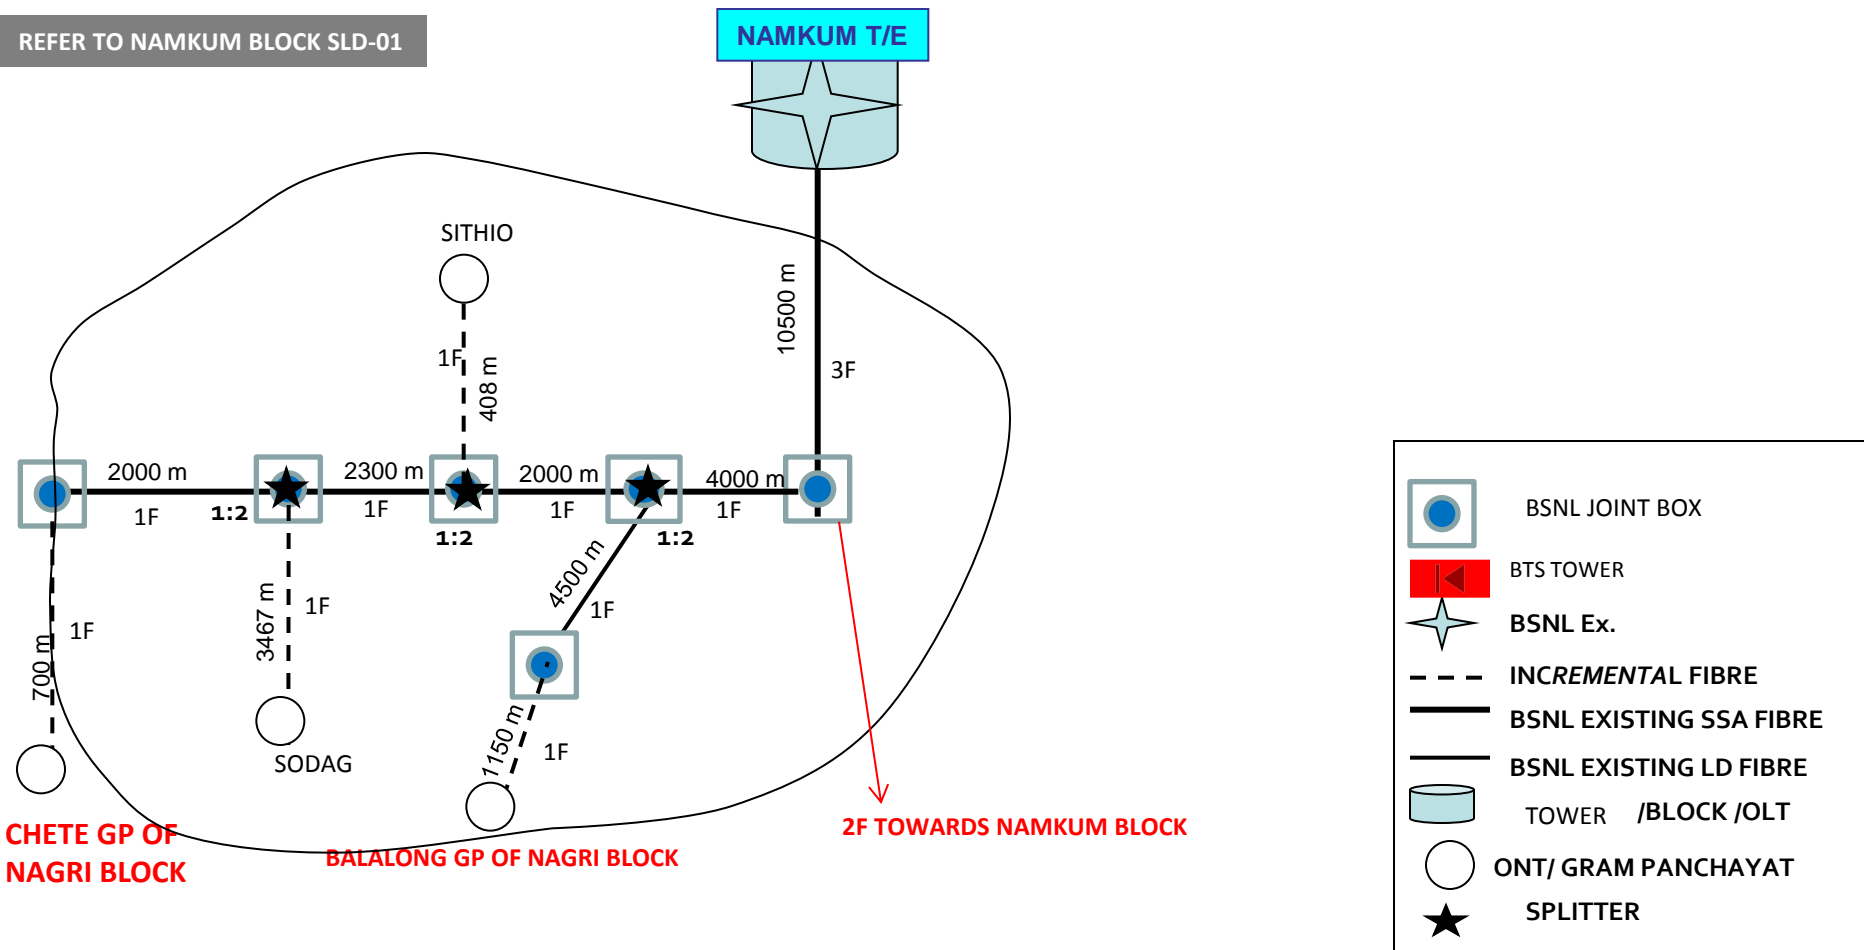 REFER TO NAMKUM BLOCK SLD-01
NAMKUM T/E
SITHIO
10500 m
3F
1F
408 m
2000 m
1F
1:2
2300 m
1F
1:2
2000 m
1F
1:2
4000 m
1F
4500 m
1F
3467 m
1F
1F
700 m
SODAG
1150 m
1F
CHETE GP OF
NAGRI BLOCK
BALALONG GP OF NAGRI BLOCK
2F TOWARDS NAMKUM BLOCK
BSNL JOINT BOX
BTS TOWER
BSNL Ex.
INCREMENTAL FIBRE
BSNL EXISTING SSA FIBRE
BSNL EXISTING LD FIBRE
TOWER /BLOCK /OLT
ONT/ GRAM PANCHAYAT
SPLITTER